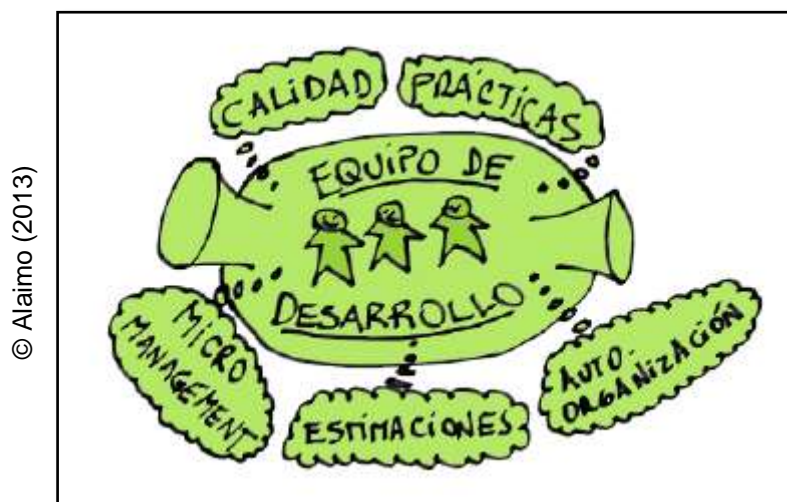 © Alaimo (2013)
CALIDAD
PRÁCTICAS
EQUIPO DE
DESARROLLO
MICRO
MANAGEMENT
ESTIMACIONES
AUTO.
ORGANIZACIÓN